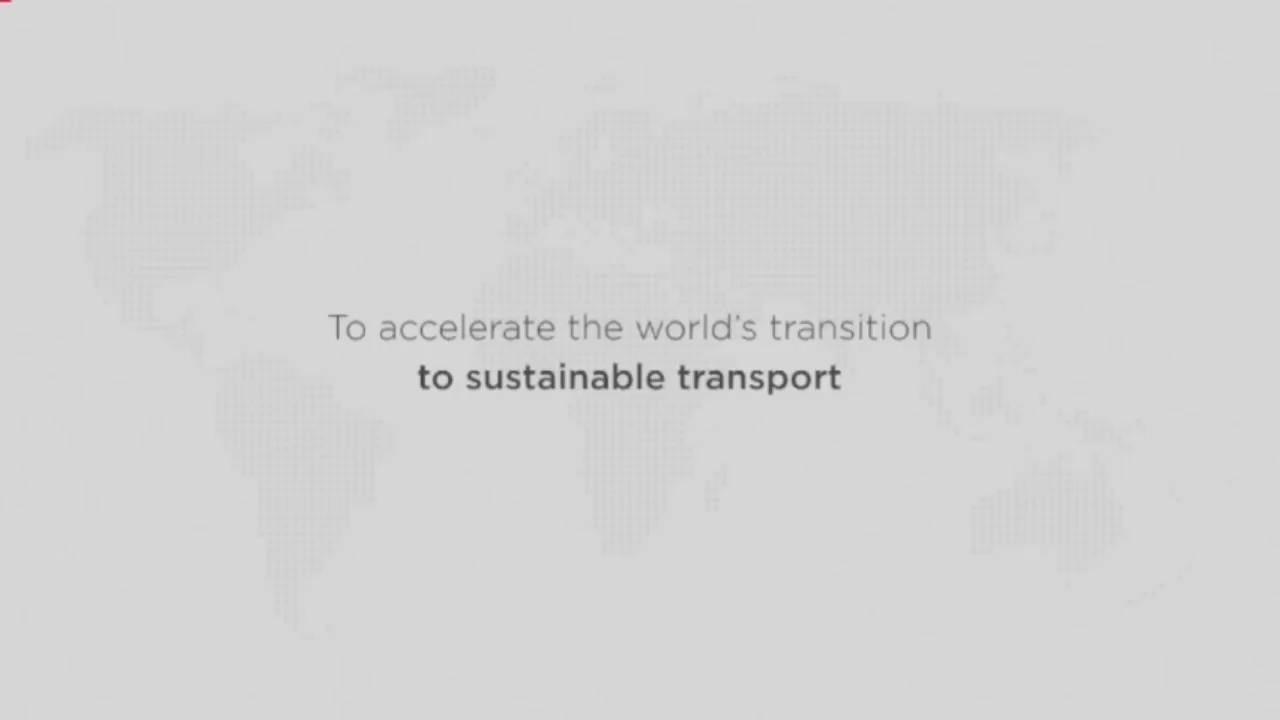 To accelerate the world’s transition
to sustainable transport